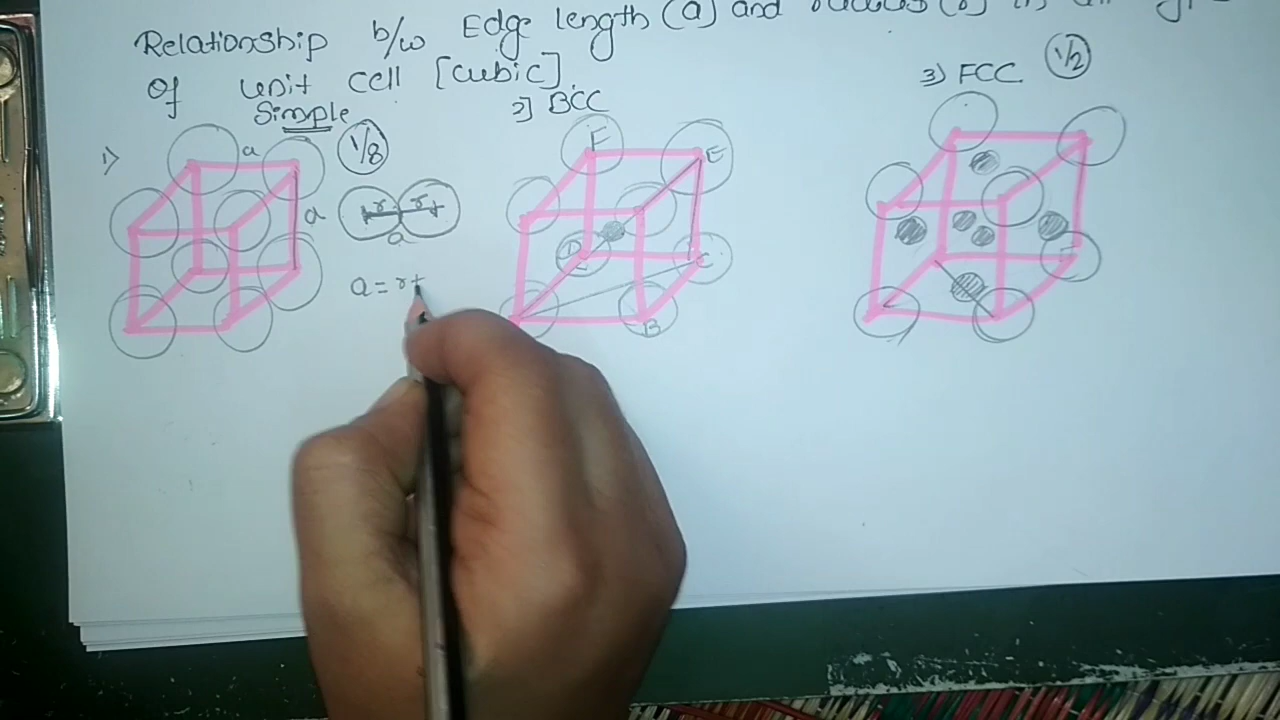 Relationship b/w Edge length (a) and
of unit cell [cubic].
Simple
1)
1/8
a
a
r r
a
a = r+
2] BCC
F
E
D
C
B
3) FCC
1/2